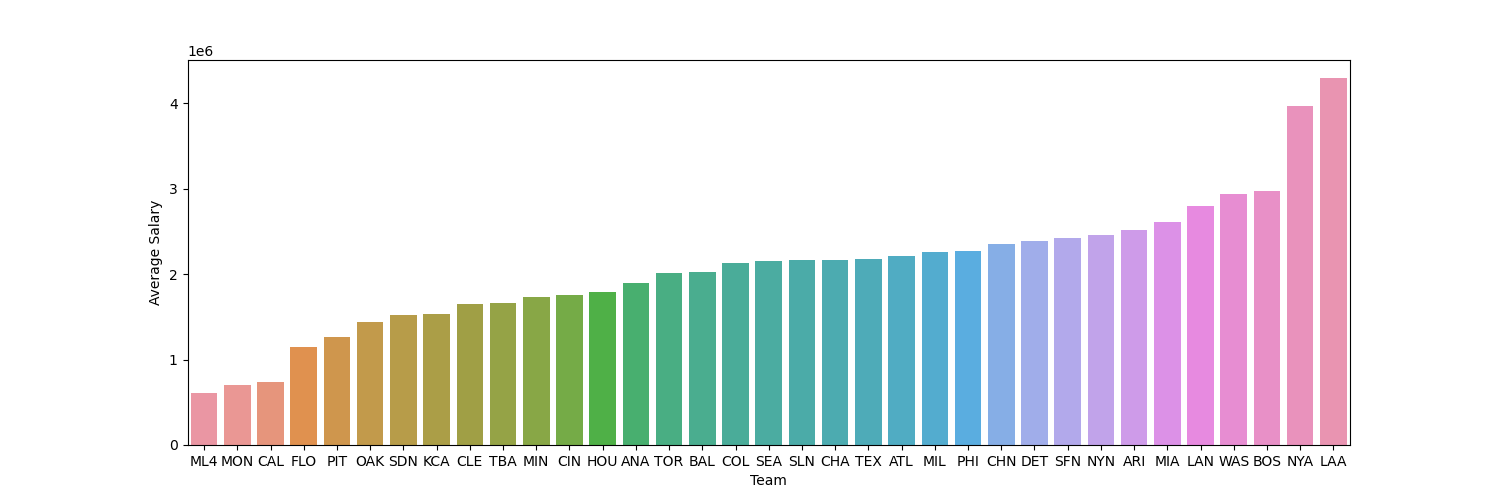 1e6
4
3
2
1
0
Average Salary
ML4 MON CAL FLO PIT OAK SDN KCA CLE TBA MIN CIN HOU ANA TOR BAL COL SEA SLN CHA TEX ATL MIL PHI CHN DET SFN NYN ARI MIA LAN WAS BOS NYA LAA
Team